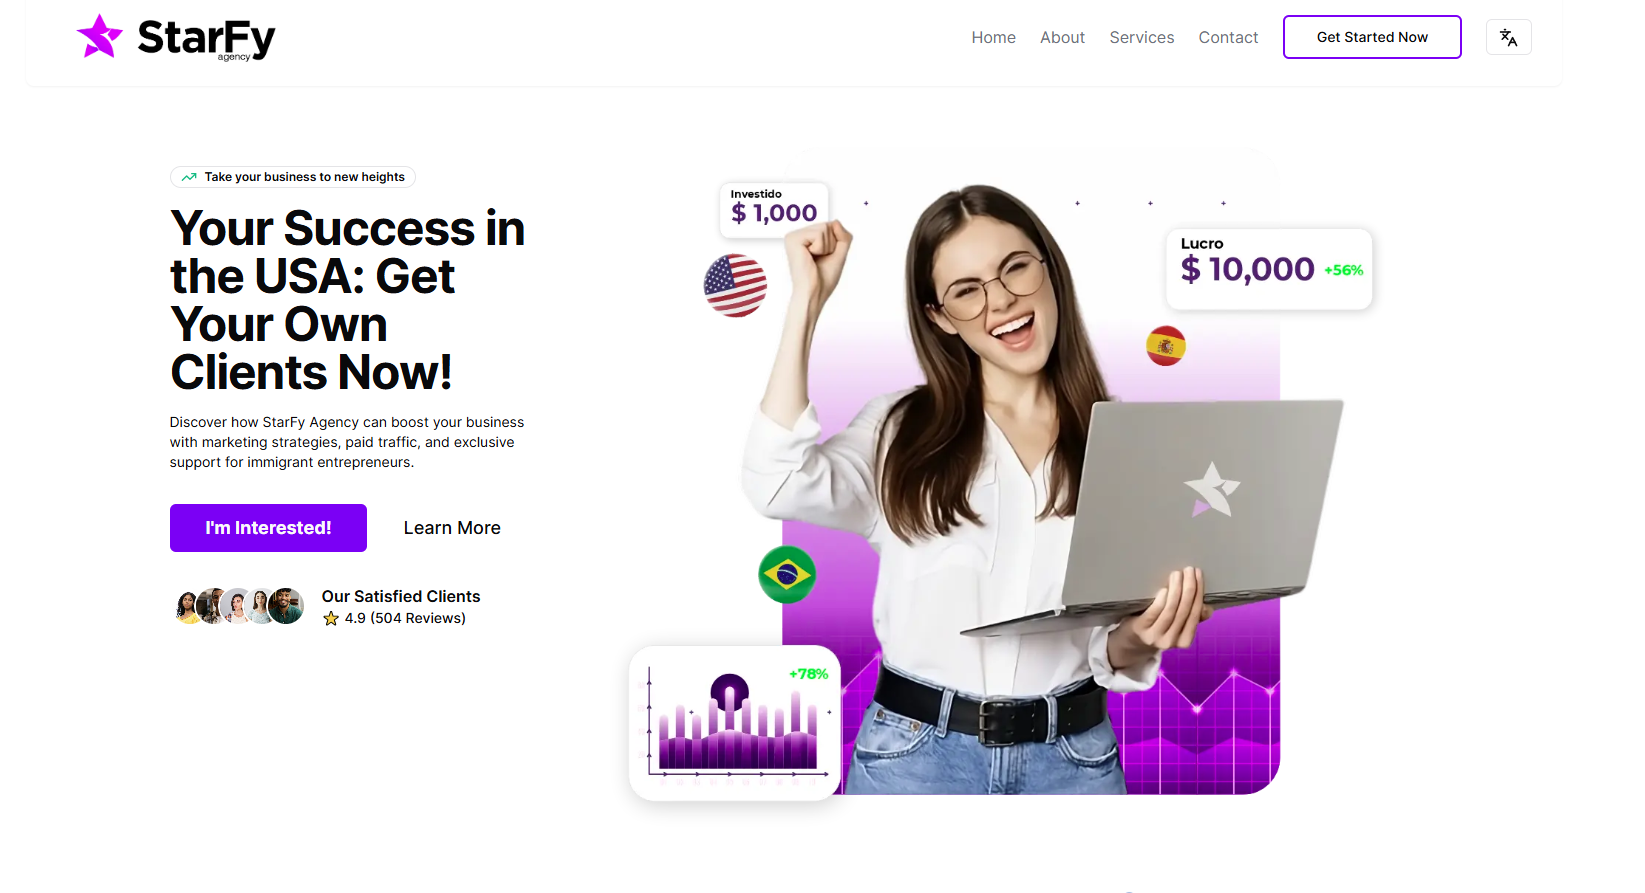 StarFy
agency
Home
About
Services
Contact
Get Started Now
Take your business to new heights
Your Success in
the USA: Get
Your Own
Clients Now!
Discover how StarFy Agency can boost your business
with marketing strategies, paid traffic, and exclusive
support for immigrant entrepreneurs.
I'm Interested!
Learn More
Our Satisfied Clients
4.9 (504 Reviews)
Investido
$ 1,000
Lucro
$ 10,000 +56%
+78%